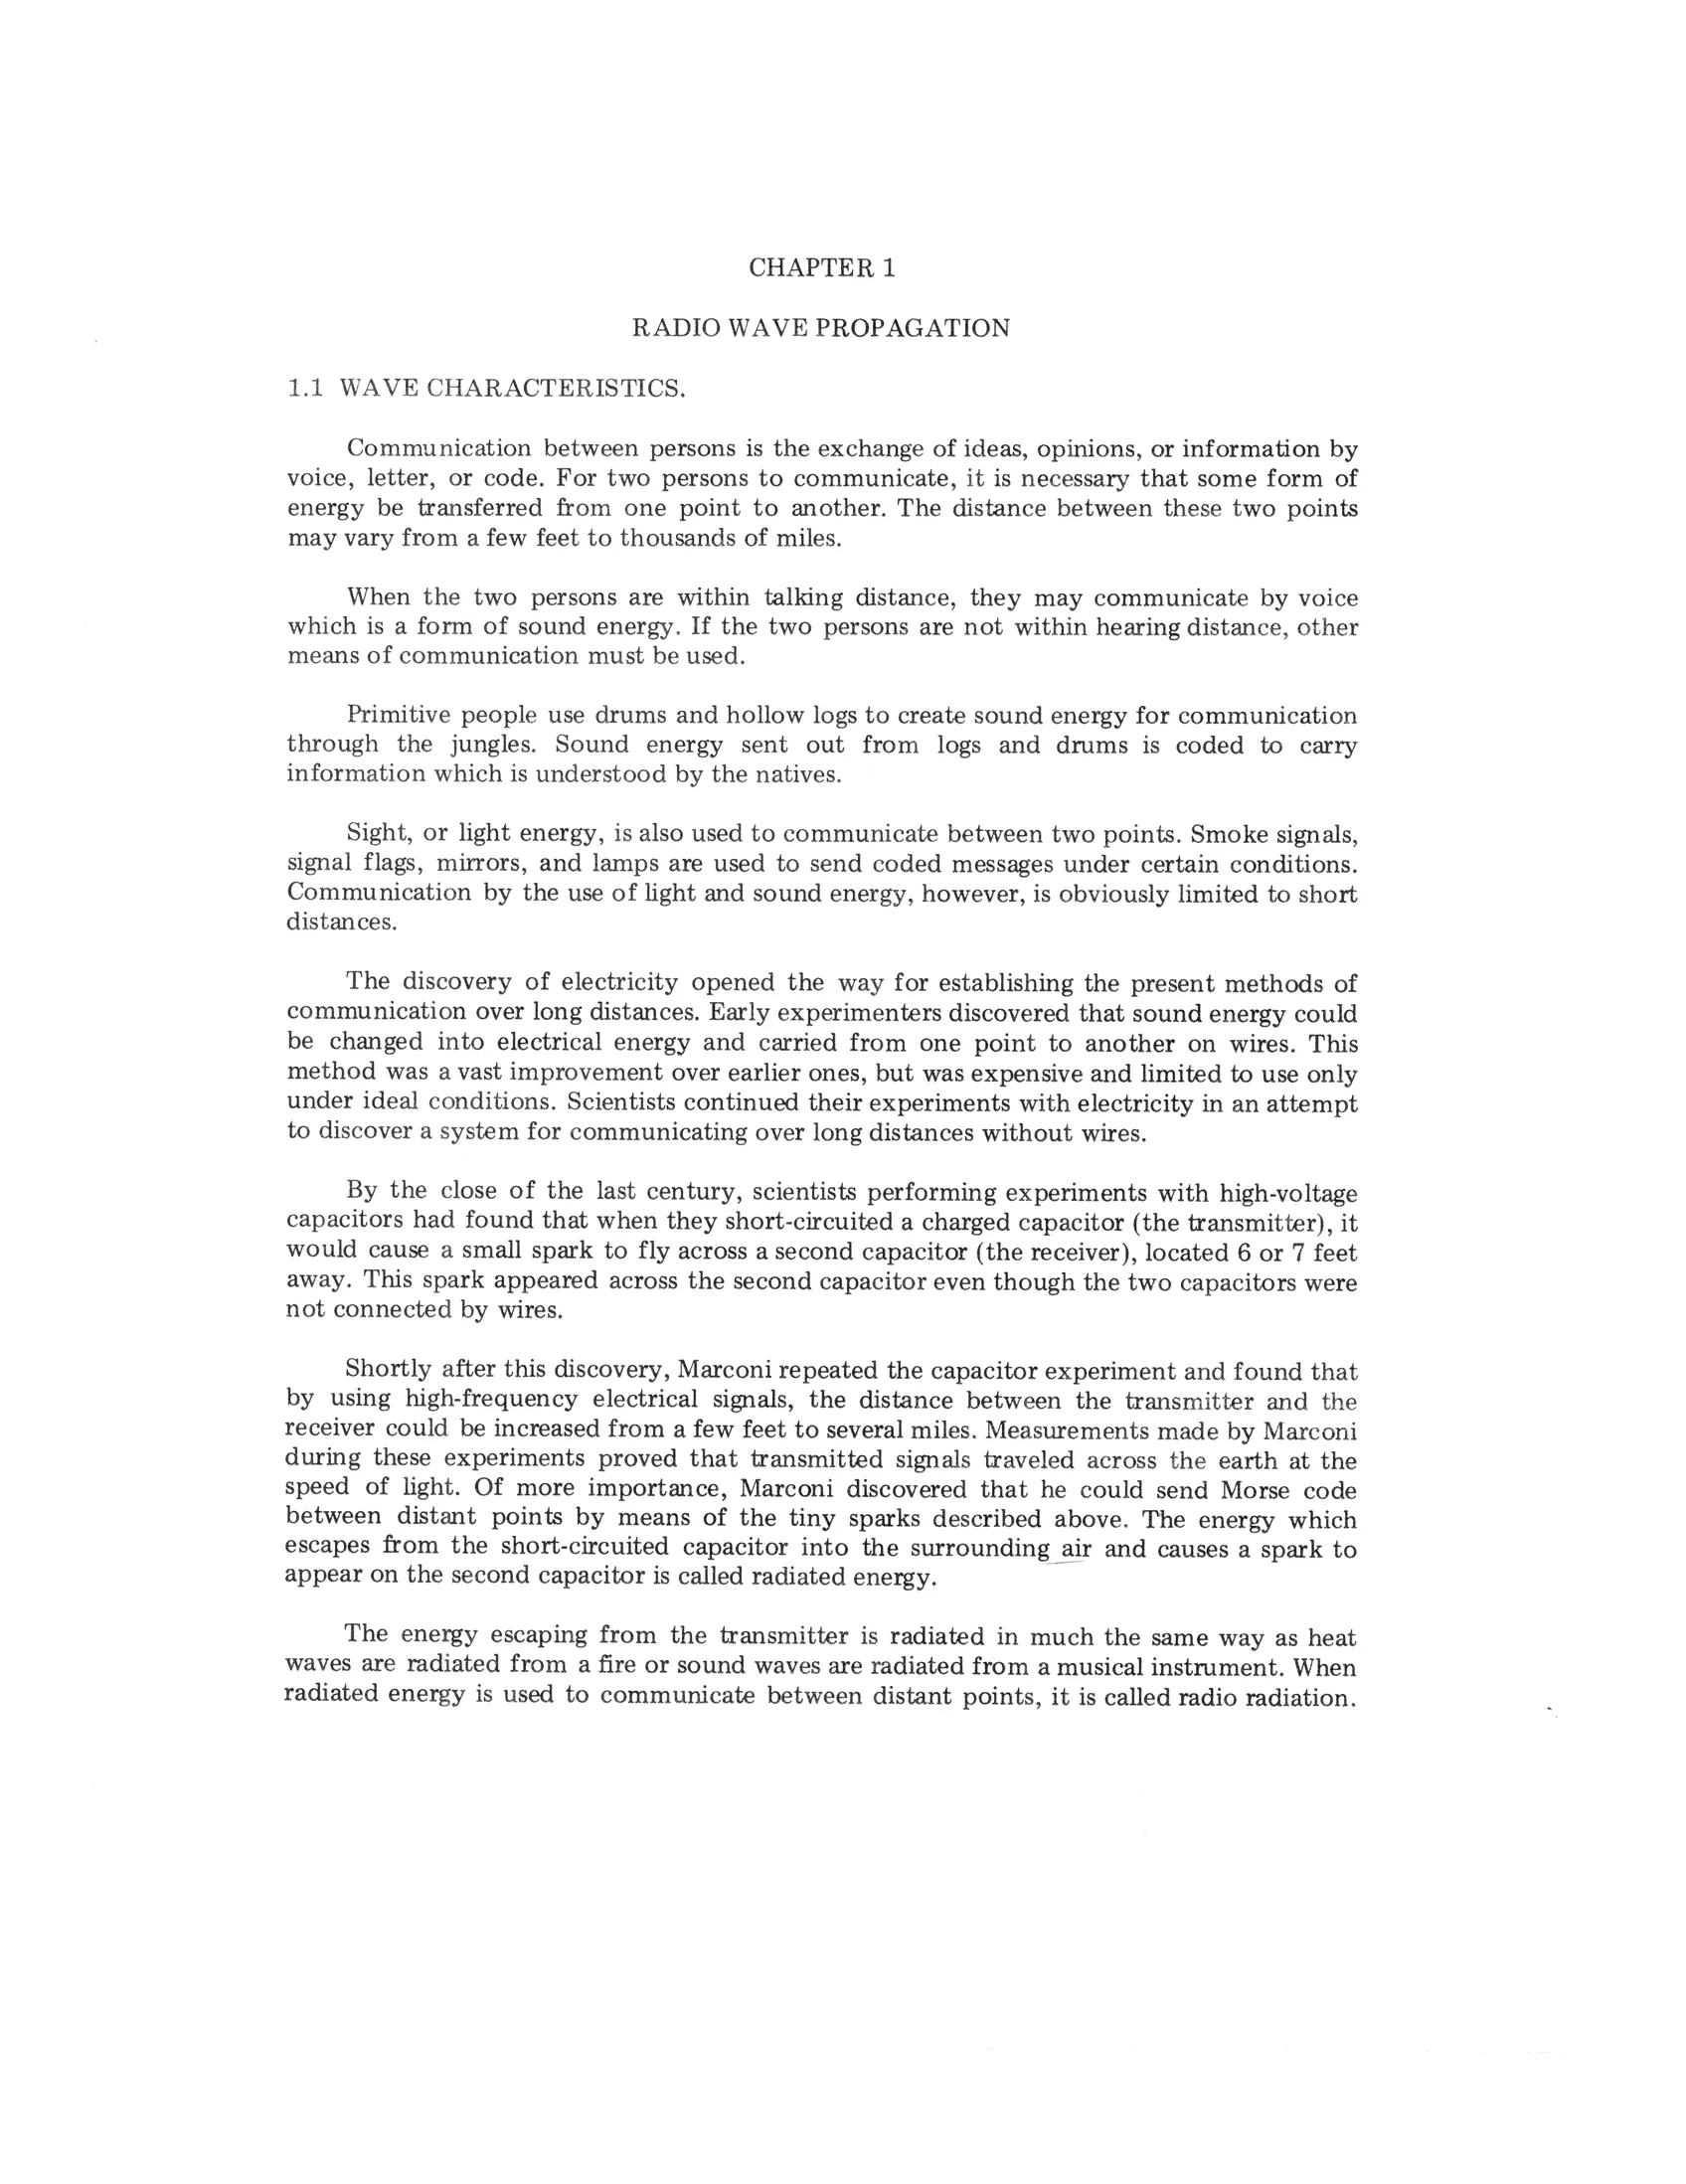 CHAPTER 1
RADIO WAVE PROPAGATION
1.1 WAVE CHARACTERISTICS.
Communication between persons is the exchange of ideas, opinions, or information by
voice, letter, or code. For two persons to communicate, it is necessary that some form of
energy be transferred from one point to another. The distance between these two points
may vary from a few feet to thousands of miles.
When the two persons are within talking distance, they may communicate by voice
which is a form of sound energy. If the two persons are not within hearing distance, other
means of communication must be used.
Primitive people use drums and hollow logs to create sound energy for communication
through the jungles. Sound energy sent out from logs and drums is coded to carry
information which is understood by the natives.
Sight, or light energy, is also used to communicate between two points. Smoke signals,
signal flags, mirrors, and lamps are used to send coded messages under certain conditions.
Communication by the use of light and sound energy, however, is obviously limited to short
distances.
The discovery of electricity opened the way for establishing the present methods of
communication over long distances. Early experimenters discovered that sound energy could
be changed into electrical energy and carried from one point to another on wires. This
method was a vast improvement over earlier ones, but was expensive and limited to use only
under ideal conditions. Scientists continued their experiments with electricity in an attempt
to discover a system for communicating over long distances without wires.
By the close of the last century, scientists performing experiments with high-voltage
capacitors had found that when they short-circuited a charged capacitor (the transmitter), it
would cause a small spark to fly across a second capacitor (the receiver), located 6 or 7 feet
away. This spark appeared across the second capacitor even though the two capacitors were
not connected by wires.
Shortly after this discovery, Marconi repeated the capacitor experiment and found that
by using high-frequency electrical signals, the distance between the transmitter and the
receiver could be increased from a few feet to several miles. Measurements made by Marconi
during these experiments proved that transmitted signals traveled across the earth at the
speed of light. Of more importance, Marconi discovered that he could send Morse code
between distant points by means of the tiny sparks described above. The energy which
escapes from the short-circuited capacitor into the surrounding air and causes a spark to
appear on the second capacitor is called radiated energy.
The energy escaping from the transmitter is radiated in much the same way as heat
waves are radiated from a fire or sound waves are radiated from a musical instrument. When
radiated energy is used to communicate between distant points, it is called radio radiation.